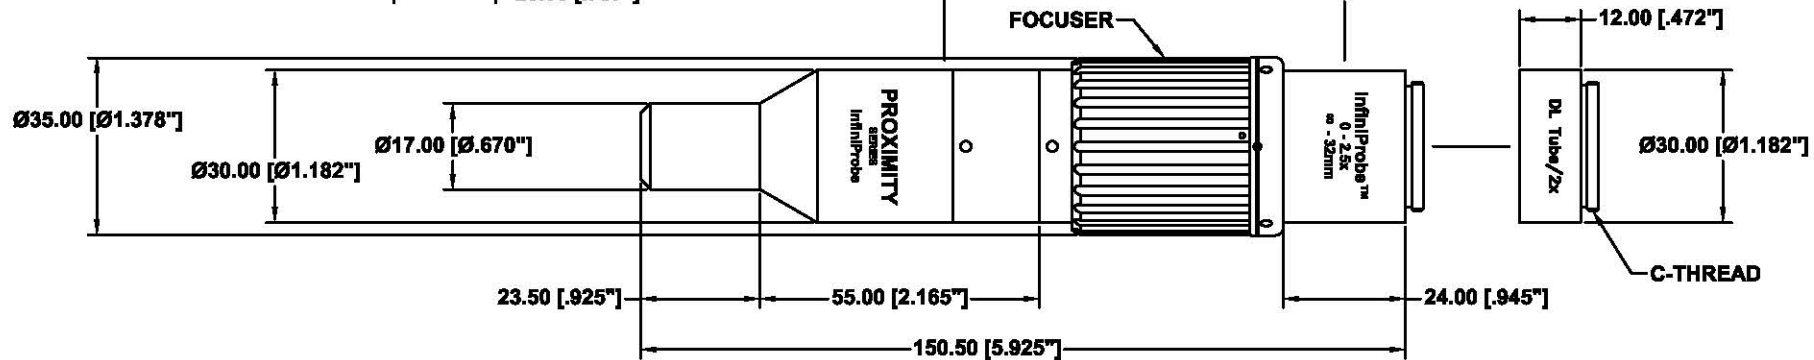 FOCUSER
12.00 [.472"]
Ø35.00 [Ø1.378"]
Ø17.00 [Ø.670"]
Ø30.00 [Ø1.182"]
PROXIMITY
SERIES
InfiniProbe
InfiniProbe™
0 - 2.5x
∞ - 32mm
DL Tube/2x
Ø30.00 [Ø1.182"]
C-THREAD
23.50 [.925"]
55.00 [2.165"]
24.00 [.945"]
150.50 [5.925"]